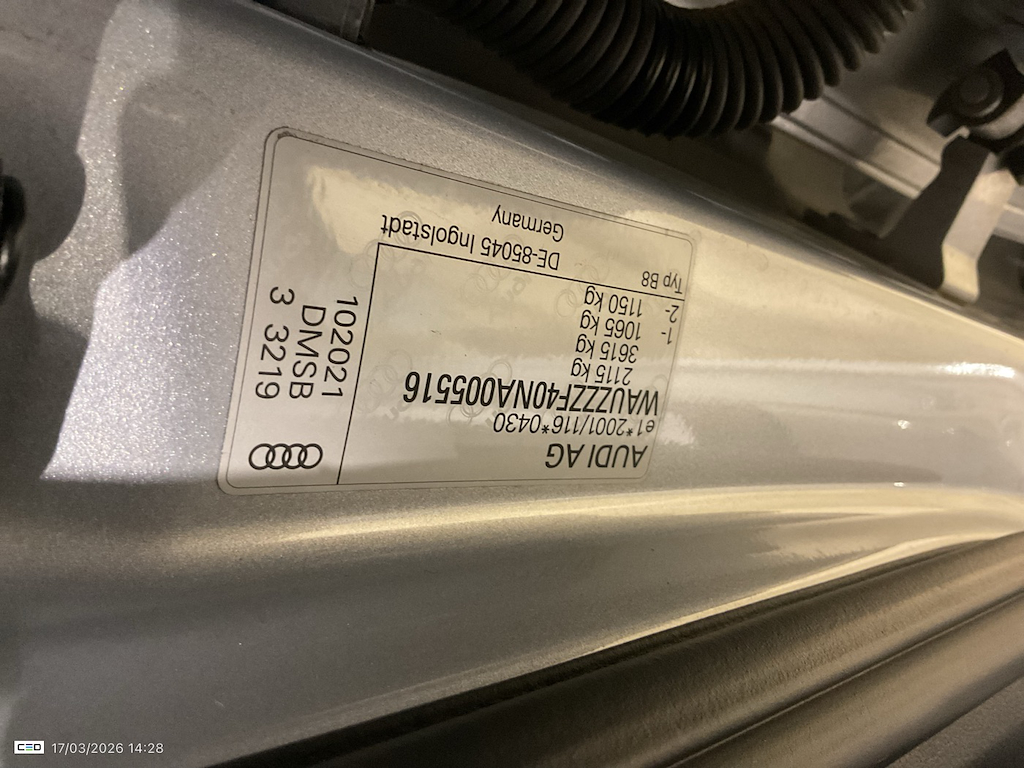 AUDI AG
e1*2001/116*0430
WAUZZZF40NA005516
2115 kg
3615 kg
1- 1065 kg
2- 1150 kg
Typ B8
DE-85045 Ingolstadt
Germany
102021
DMSB
3 3219
CEO 17/03/2026 14:28